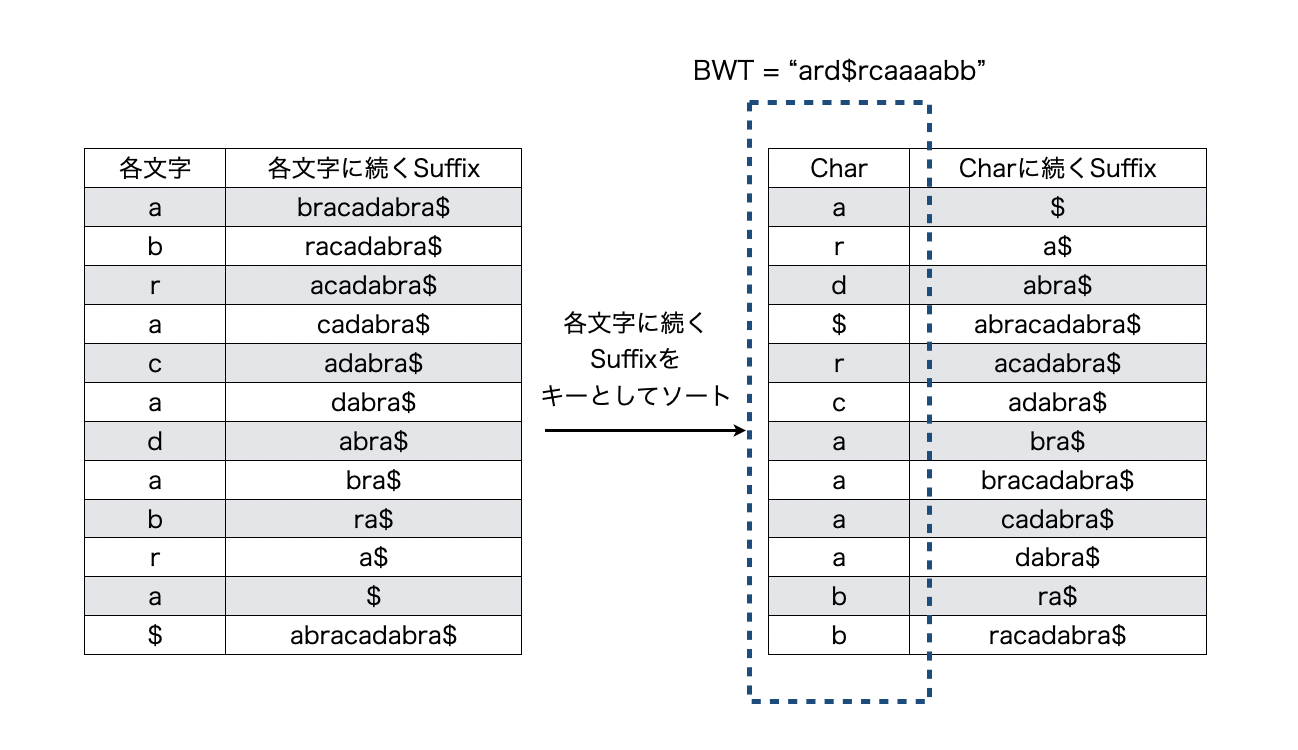 BWT = “ard$rcaaaabb”
各文字 各文字に続くSuffix
a bracadabra$
b racadabra$
r acadabra$
a cadabra$
c adabra$
a dabra$
d abra$
a bra$
b ra$
r a$
a $
$ abracadabra$
各文字に続く
Suffixを
キーとしてソート
Char Charに続くSuffix
a $
r a$
d abra$
$ abracadabra$
r acadabra$
c adabra$
a bra$
a bracadabra$
a cadabra$
a dabra$
b ra$
b racadabra$